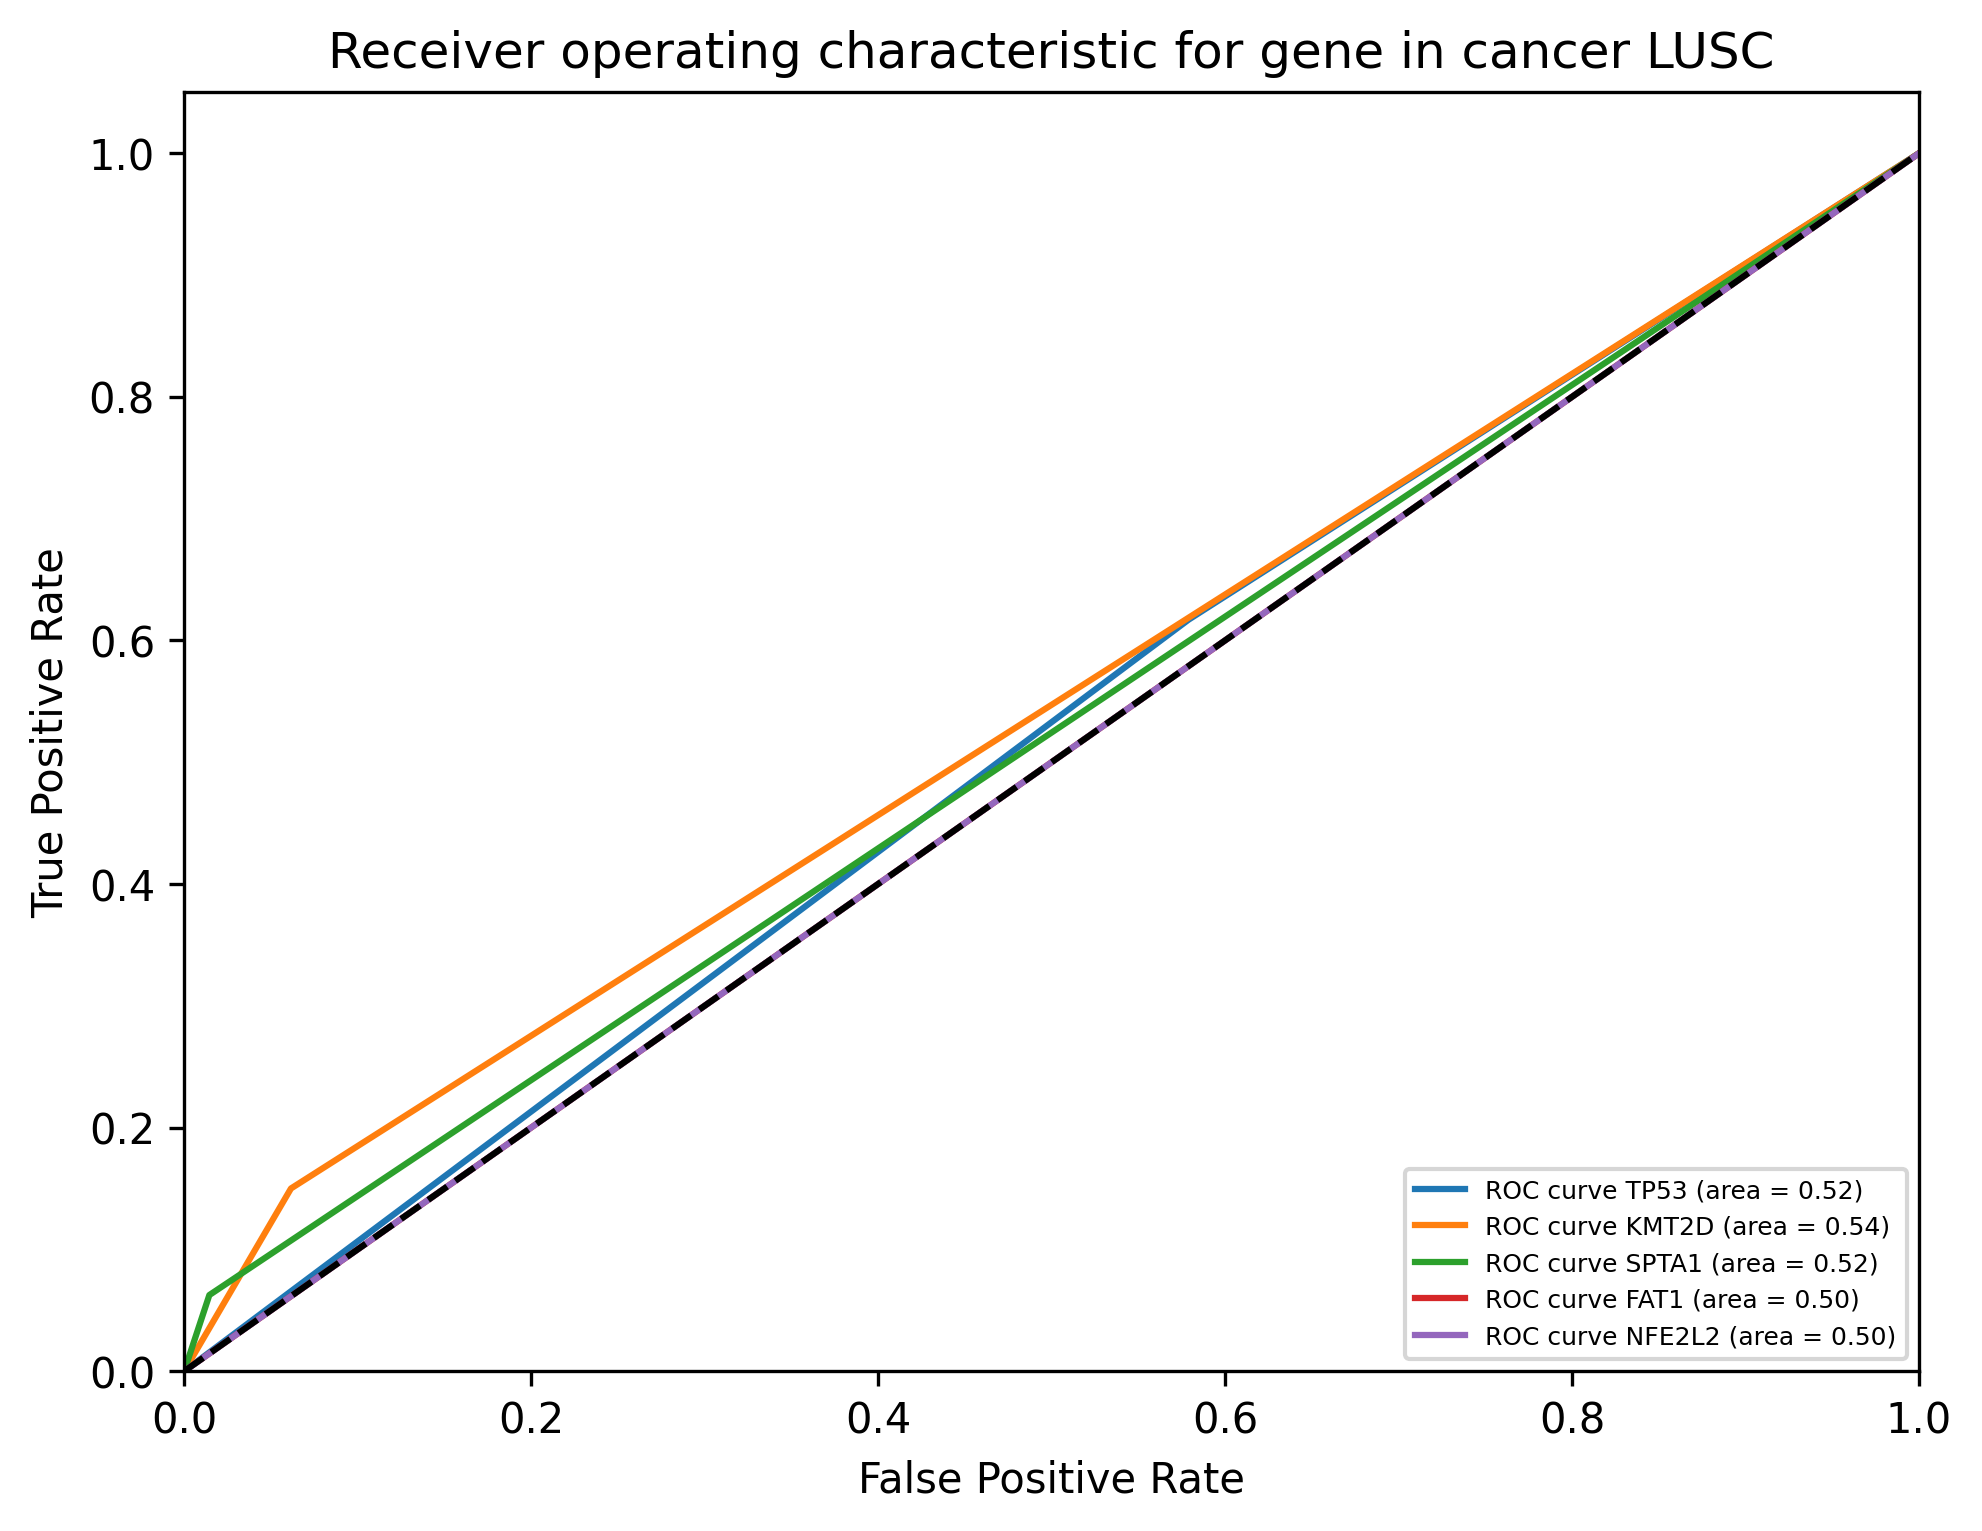 Receiver operating characteristic for gene in cancer LUSC
1.0
0.8
0.6
0.4
0.2
0.0
True Positive Rate
ROC curve TP53 (area = 0.52)
ROC curve KMT2D (area = 0.54)
ROC curve SPTA1 (area = 0.52)
ROC curve FAT1 (area = 0.50)
ROC curve NFE2L2 (area = 0.50)
0.0 0.2 0.4 0.6 0.8 1.0
False Positive Rate